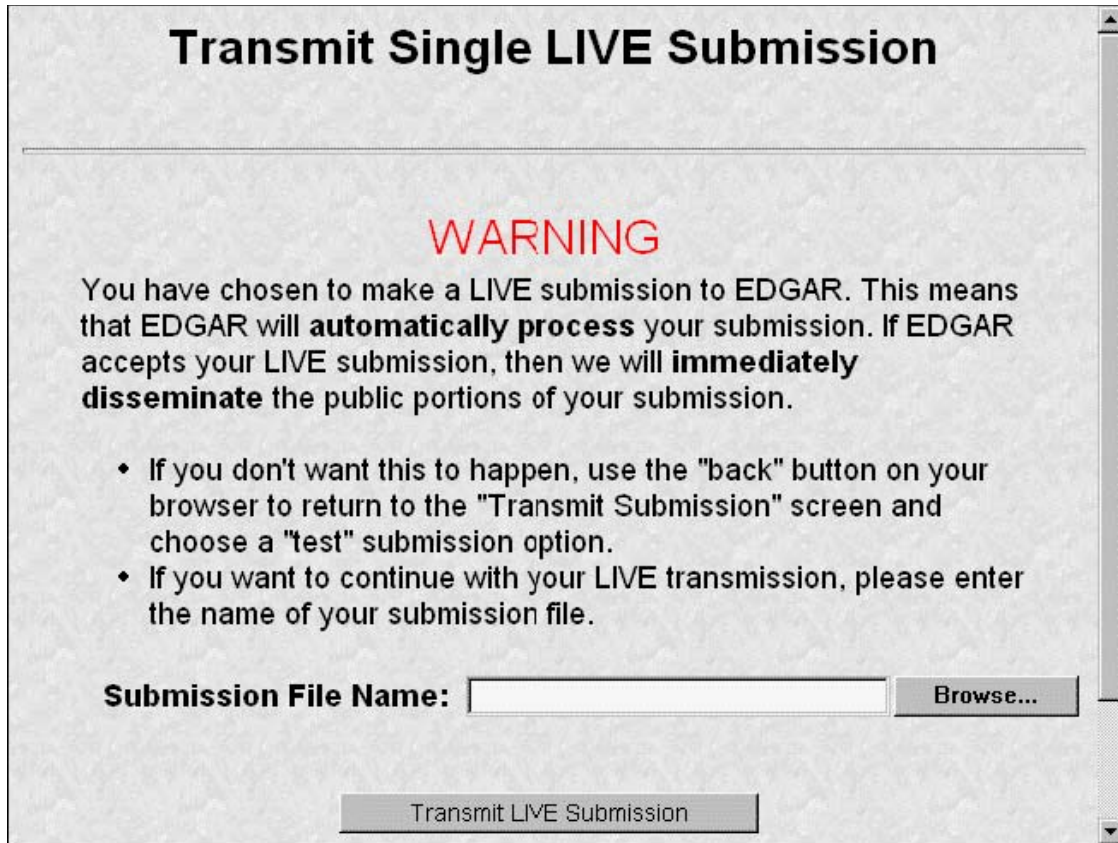 Transmit Single LIVE Submission
WARNING
You have chosen to make a LIVE submission to EDGAR. This means
that EDGAR will automatically process your submission. If EDGAR
accepts your LIVE submission, then we will immediately
disseminate the public portions of your submission.
• If you don't want this to happen, use the "back" button on your
browser to return to the "Transmit Submission" screen and
choose a "test" submission option.
• If you want to continue with your LIVE transmission, please enter
the name of your submission file.
Submission File Name: Browse...
Transmit LIVE Submission